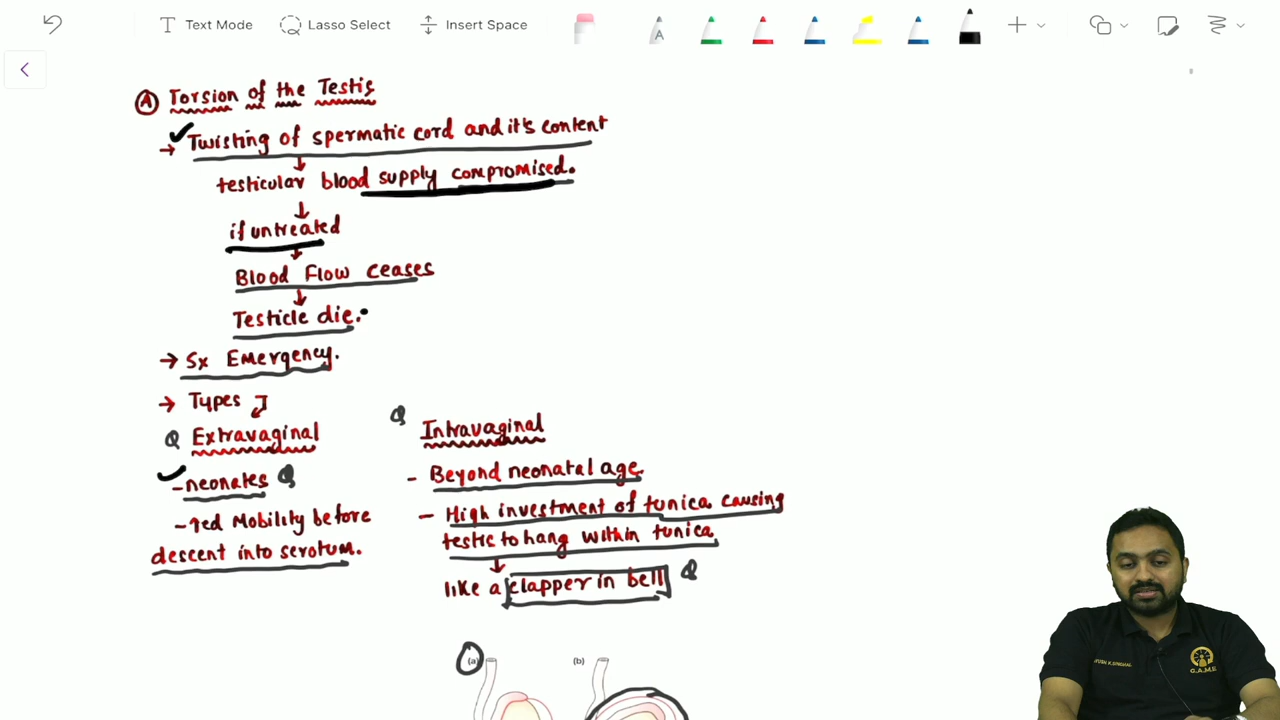 Text Mode
Lasso Select
Insert Space
A
Ⓐ Torsion of the Testis
→ Twisting of spermatic cord and it's content
↓
testicular blood supply compromised.
↓
if untreated
↓
Blood Flow ceases
↓
Testicle die.
→ Sx Emergency.
→ Types
Q Extravaginal
- neonates Q
- ↑ed Mobility before
descent into scrotum.
Q Intravaginal
- Beyond neonatal age
- High investment of tunica causing
testis to hang within tunica
↓
like a clapper in bell Q
(a)
(b)
G.A.M.S